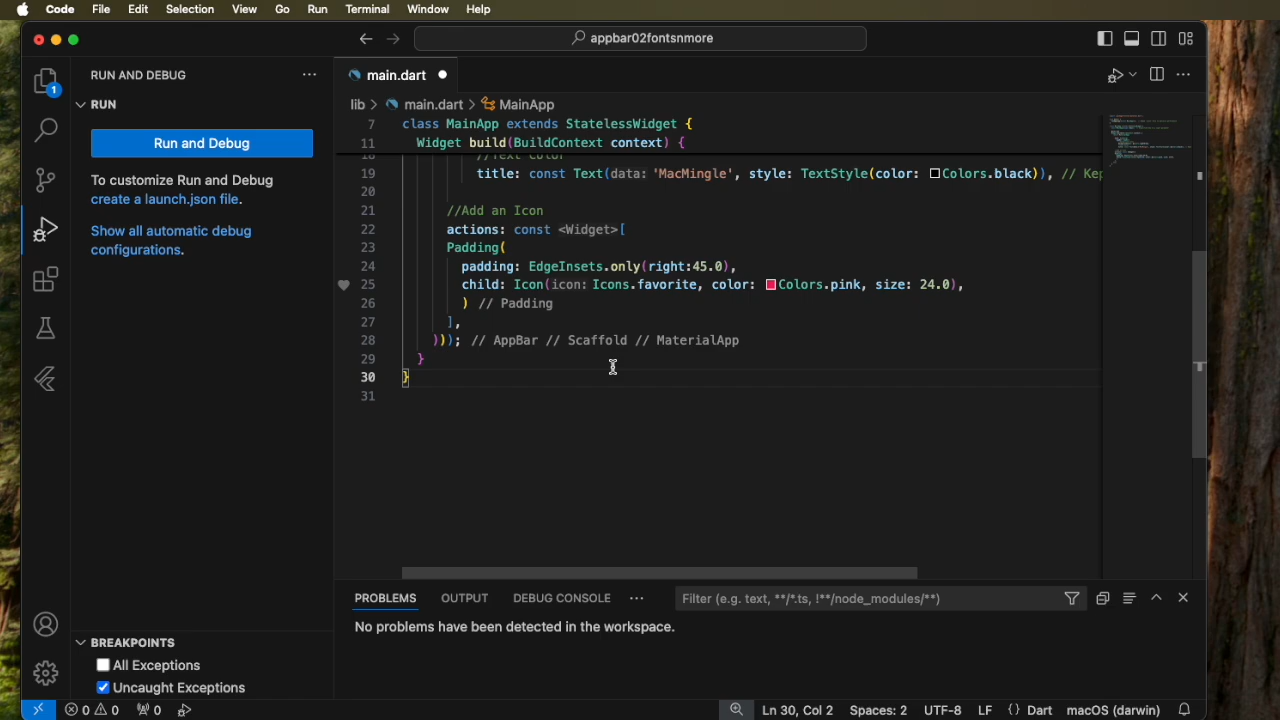 Code File Edit Selection View Go Run Terminal Window Help
appbar02fontsnmore
RUN AND DEBUG
main.dart
1
RUN
lib > main.dart > MainApp
7 class MainApp extends StatelessWidget {
Run and Debug
11 Widget build(BuildContext context) {
18 //Text Color
19 title: const Text(data: 'MacMingle', style: TextStyle(color: Colors.black)), // Kep
To customize Run and Debug
create a launch.json file.
20
21 //Add an Icon
22 actions: const <Widget>[
Show all automatic debug
configurations.
23 Padding(
24 padding: EdgeInsets.only(right:45.0),
25 child: Icon(icon: Icons.favorite, color: Colors.pink, size: 24.0),
26 ) // Padding
27 ],
28 ))); // AppBar // Scaffold // MaterialApp
29 }
30 }
31
PROBLEMS OUTPUT DEBUG CONSOLE
Filter (e.g. text, **/*.ts, !**/node_modules/**)
No problems have been detected in the workspace.
BREAKPOINTS
All Exceptions
Uncaught Exceptions
0 0 0
Ln 30, Col 2 Spaces: 2 UTF-8 LF {} Dart macOS (darwin)